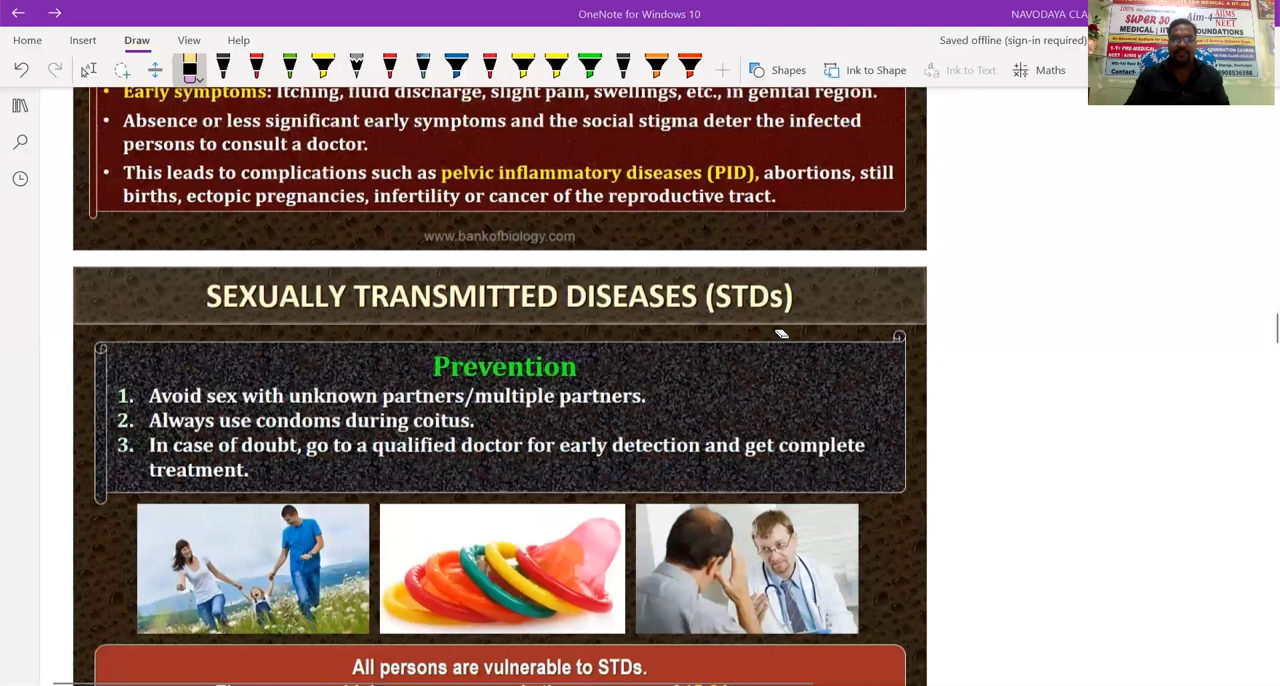 OneNote for Windows 10
NAVODAYA CLA
Home Insert Draw View Help
Saved offline (sign-in required)
Shapes Ink to Shape Ink to Text Maths
SUPER 30 Aim-4 AIIMS
NEET
MEDICAL | IIT FOUNDATIONS
• Early symptoms: Itching, fluid discharge, slight pain, swellings, etc., in genital region.
• Absence or less significant early symptoms and the social stigma deter the infected
persons to consult a doctor.
• This leads to complications such as pelvic inflammatory diseases (PID), abortions, still
births, ectopic pregnancies, infertility or cancer of the reproductive tract.
www.bankofbiology.com
SEXUALLY TRANSMITTED DISEASES (STDs)
Prevention
1. Avoid sex with unknown partners/multiple partners.
2. Always use condoms during coitus.
3. In case of doubt, go to a qualified doctor for early detection and get complete
treatment.
All persons are vulnerable to STDs.